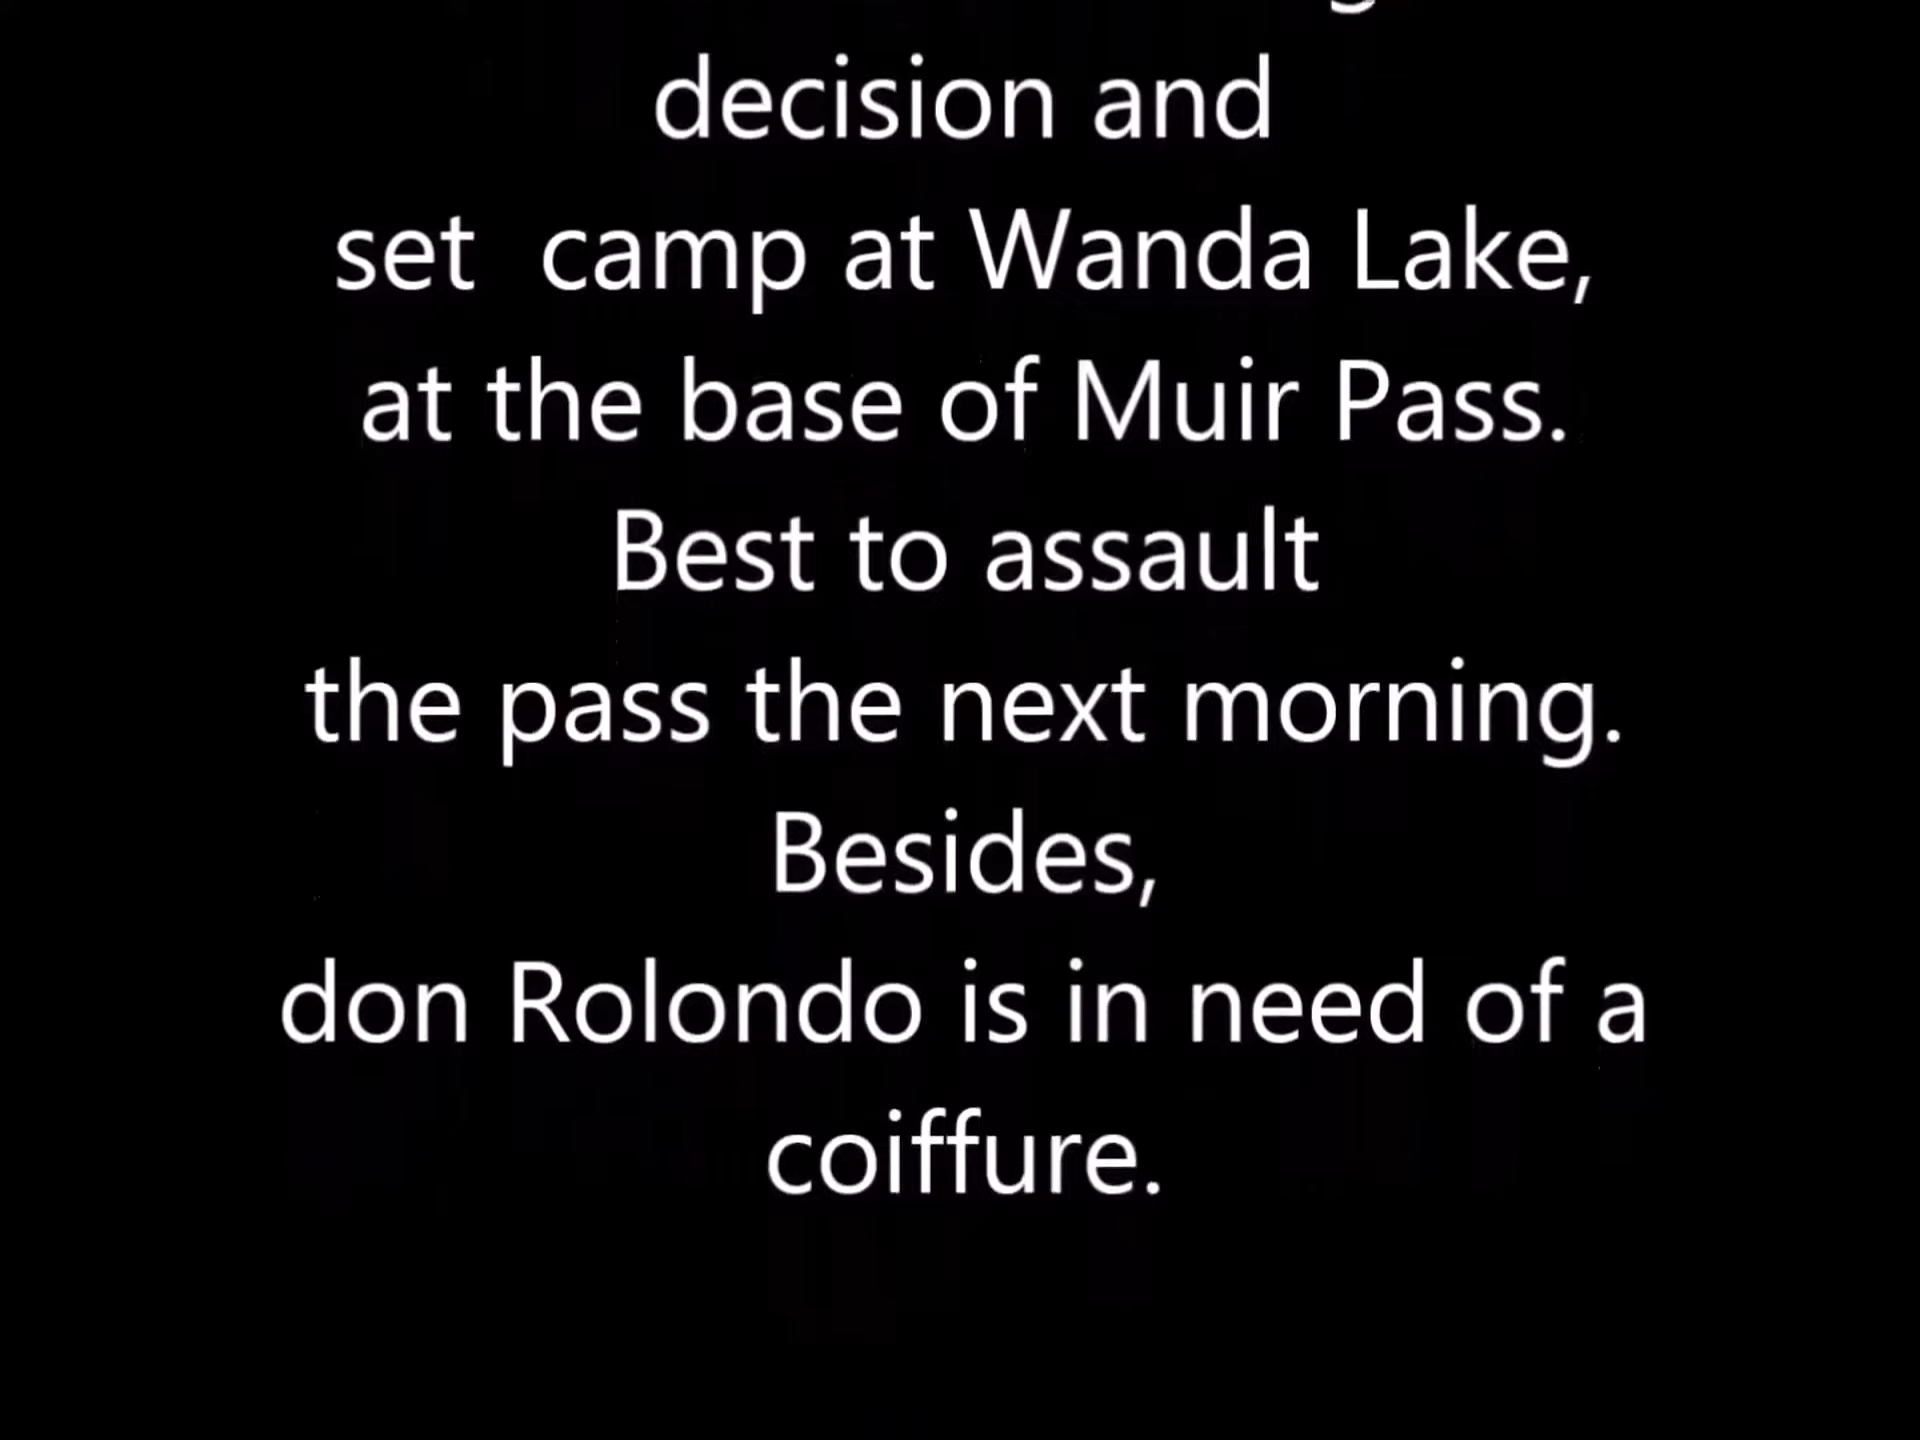 decision and
set  camp at Wanda Lake,
at the base of Muir Pass.
Best to assault
the pass the next morning.
Besides,
don Rolondo is in need of a
coiffure.